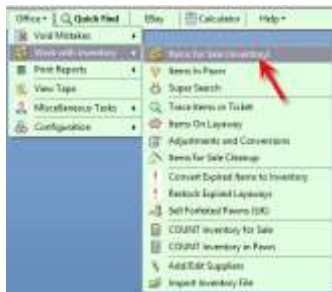 Office Quick Find EBay Calculator Help
Void Mistakes
Work with Inventory
Print Reports
View Tape
Miscellaneous Tasks
Configuration
Items for Sale (Inventory)
Items In Pawn
Super Search
Trace Items or Ticket
Items On Layaway
Adjustments and Conversions
Items for Sale Cleanup
Convert Expired Items to Inventory
Restock Expired Layaways
Sell Forfeited Pawns (UK)
COUNT Inventory for Sale
COUNT Inventory in Pawn
Add/Edit Suppliers
Import Inventory File